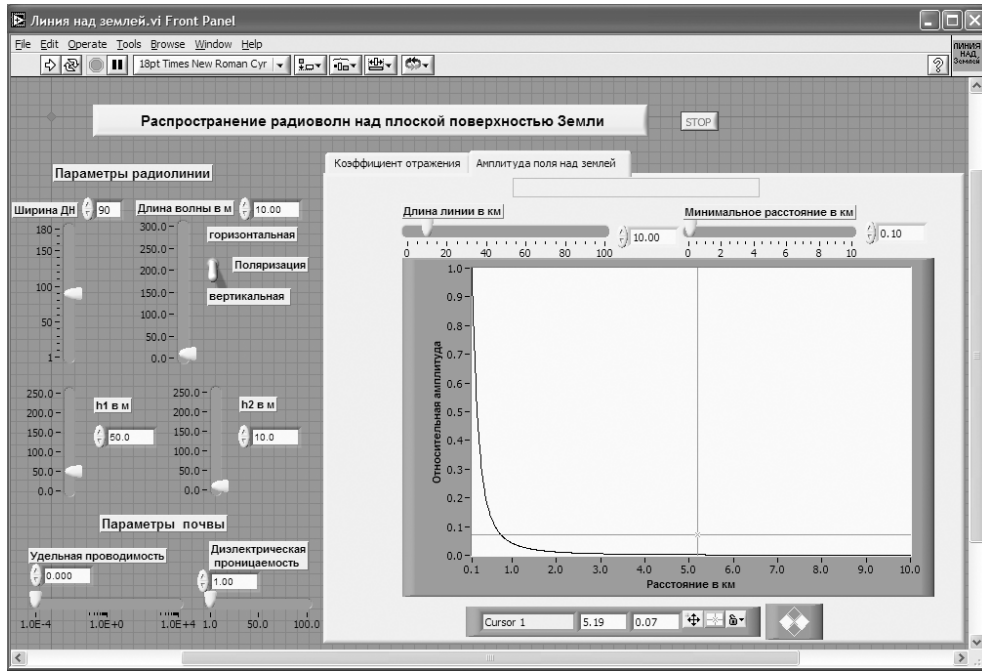 Линия над землей.vi Front Panel
File Edit Operate Tools Browse Window Help
18pt Times New Roman Cyr
?
ЛИНИЯ
НАД
Землей
Распространение радиоволн над плоской поверхностью Земли
STOP
Параметры радиолинии
Ширина ДН 90
Длина волны в м 10.00
180
150
100
50
1
300.0
250.0
200.0
150.0
100.0
50.0
0.0
горизонтальная
Поляризация
вертикальная
250.0
200.0
150.0
100.0
50.0
0.0
h1 в м
50.0
250.0
200.0
150.0
100.0
50.0
0.0
h2 в м
10.0
Параметры почвы
Удельная проводимость
0.000
1.0E-4 1.0E+0 1.0E+4
Диэлектрическая
проницаемость
1.00
1.0 50.0 100.0
Коэффициент отражения Амплитуда поля над землей
Длина линии в км
10.00
0 20 40 60 80 100
Минимальное расстояние в км
0.10
0 2 4 6 8 10
Относительная амплитуда
1.0
0.9
0.8
0.7
0.6
0.5
0.4
0.3
0.2
0.1
0.0
0.1 1.0 2.0 3.0 4.0 5.0 6.0 7.0 8.0 9.0 10.0
Расстояние в км
Cursor 1 5.19 0.07